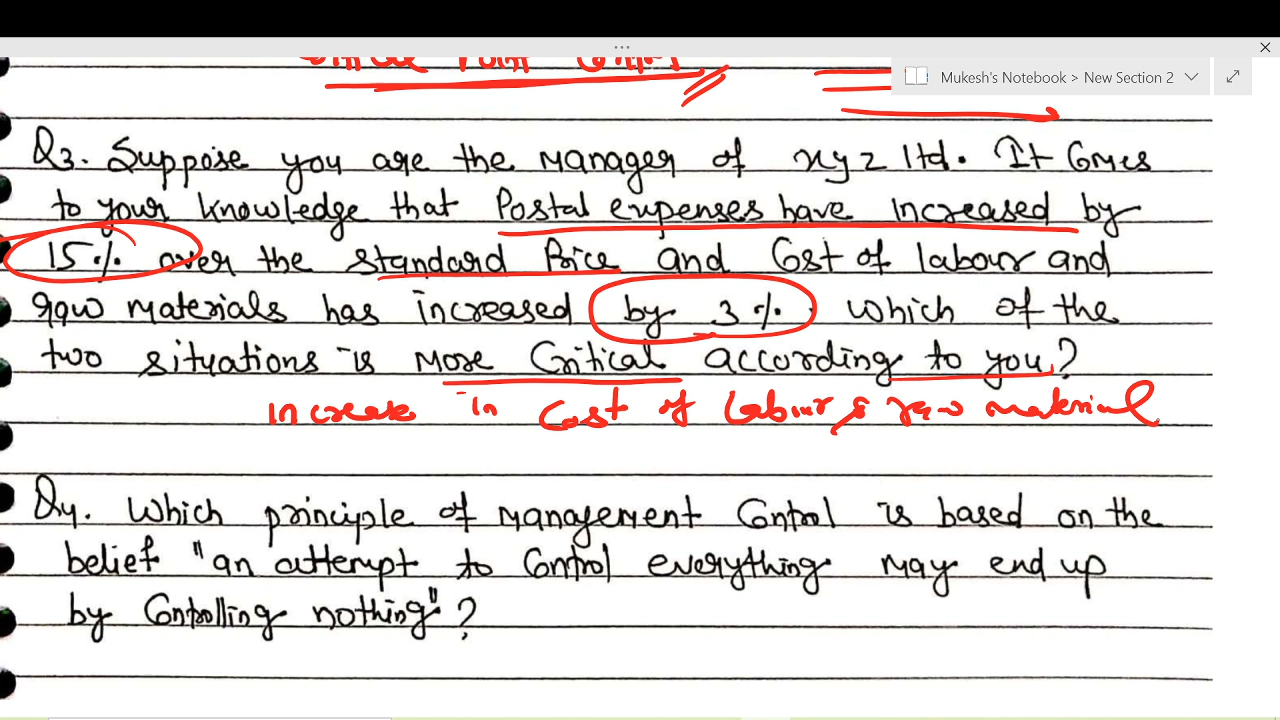 Critical Point Control
Mukesh's Notebook > New Section 2
Q3. Suppose you are the manager of xyz ltd. It Comes
to your knowledge that Postal expenses have increased by
15% over the standard Price and Cost of labour and
raw materials has increased by 3%. which of the
two situations is more Critical according to you?
increase in Cost of Labour & raw material
Q4. Which principle of management Control is based on the
belief "an attempt to Control everything may end up
by Controlling nothing"?